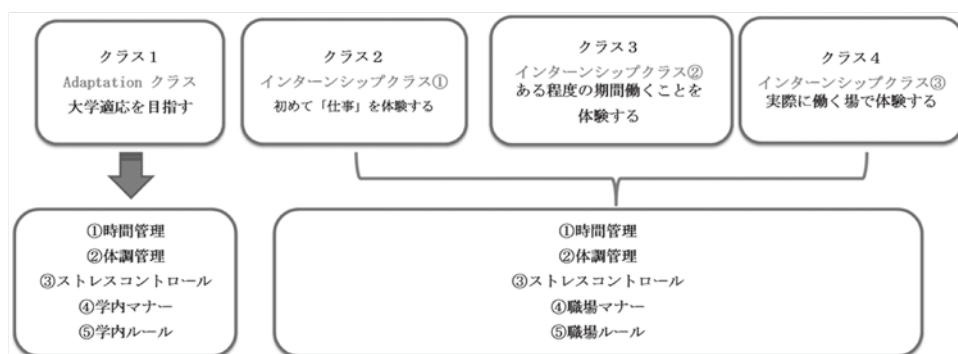 クラス1
Adaptation クラス
大学適応を目指す
クラス2
インターンシップクラス①
初めて「仕事」を体験する
クラス3
インターンシップクラス②
ある程度の期間働くことを
体験する
クラス4
インターンシップクラス③
実際に働く場で体験する
①時間管理
②体調管理
③ストレスコントロール
④学内マナー
⑤学内ルール
①時間管理
②体調管理
③ストレスコントロール
④職場マナー
⑤職場ルール